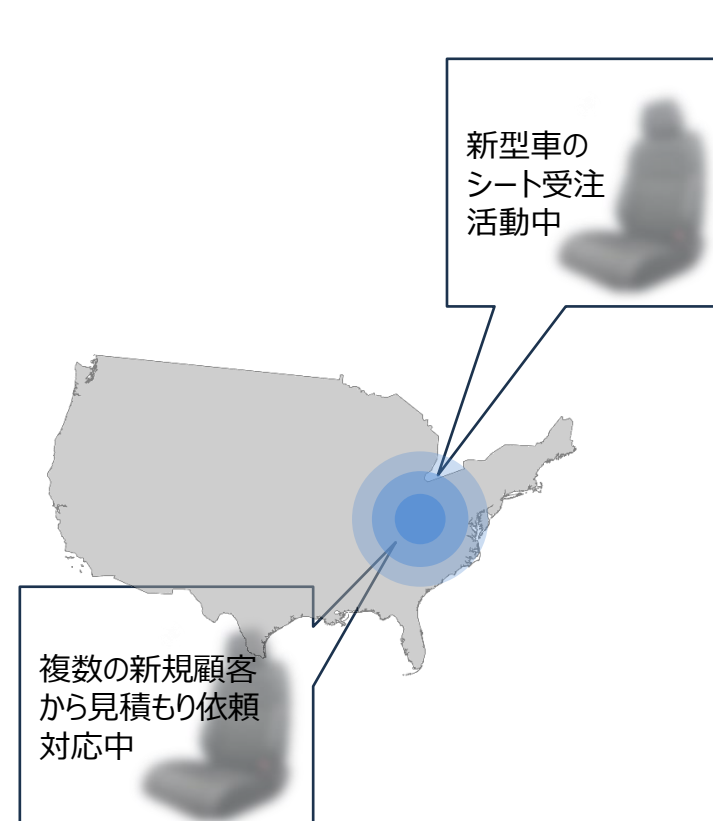 新型車の
シート受注
活動中
複数の新規顧客
から見積もり依頼
対応中